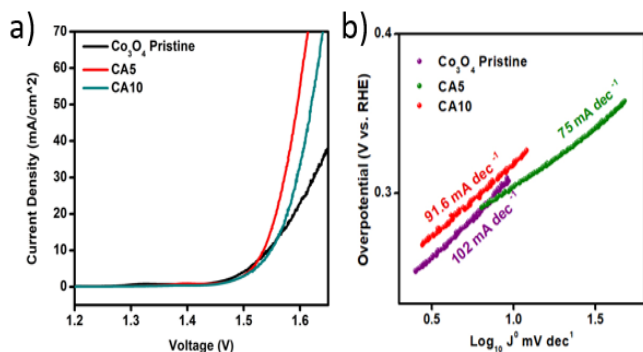 a)
70
60
50
40
30
20
10
0
Current Density (mA/cm^2)
Co₃O₄ Pristine
CA5
CA10
1.2
1.3
1.4
1.5
1.6
Voltage (V)
b)
0.4
0.3
Overpotential (V vs. RHE)
Co₃O₄ Pristine
CA5
CA10
91.6 mA dec⁻¹
102 mA dec⁻¹
75 mA dec⁻¹
0.5
1.0
1.5
Log₁₀ J⁰ mV dec¹